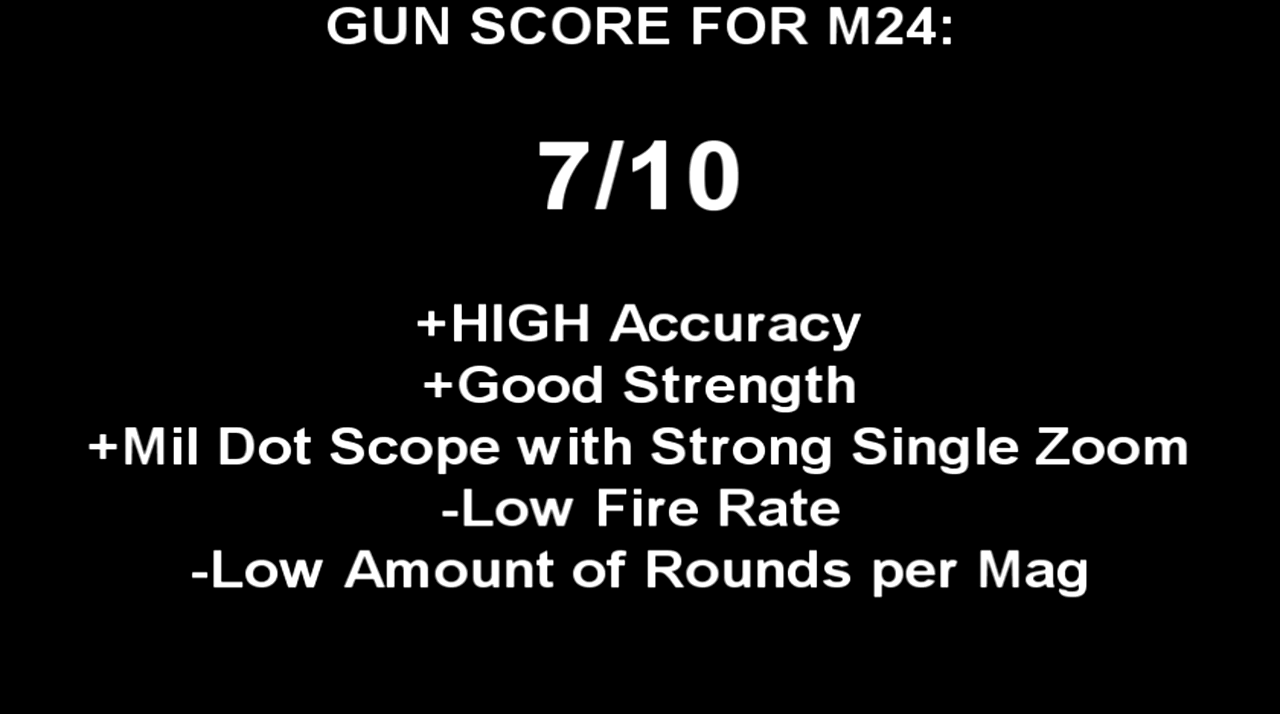 GUN SCORE FOR M24:
7/10
+HIGH Accuracy
+Good Strength
+Mil Dot Scope with Strong Single Zoom
-Low Fire Rate
-Low Amount of Rounds per Mag